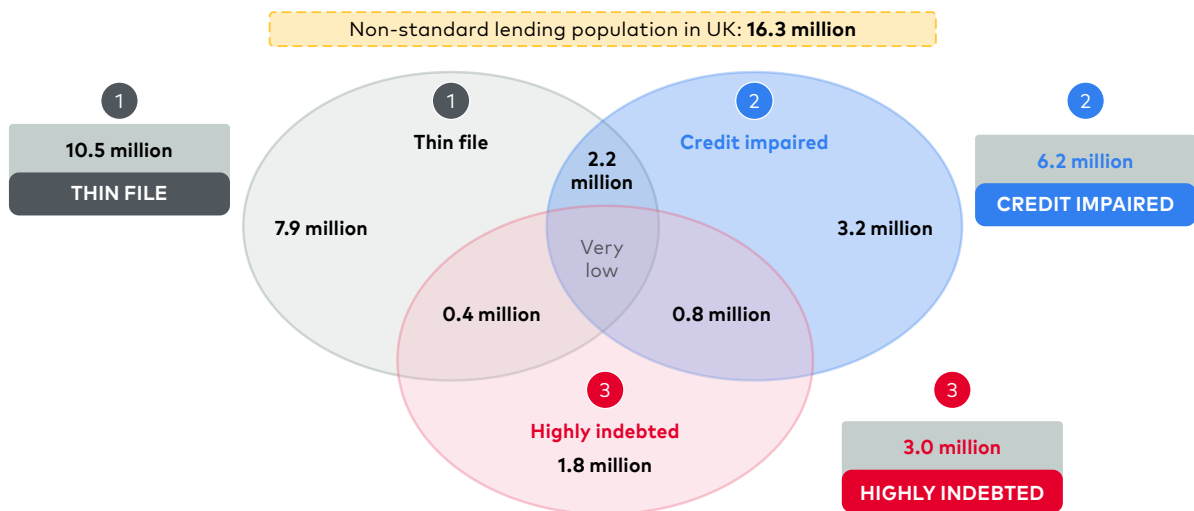 Non-standard lending population in UK: 16.3 million
1
10.5 million
THIN FILE
1
Thin file
7.9 million
2.2
million
2
Credit impaired
3.2 million
2
6.2 million
CREDIT IMPAIRED
Very
low
0.4 million
0.8 million
3
Highly indebted
1.8 million
3
3.0 million
HIGHLY INDEBTED